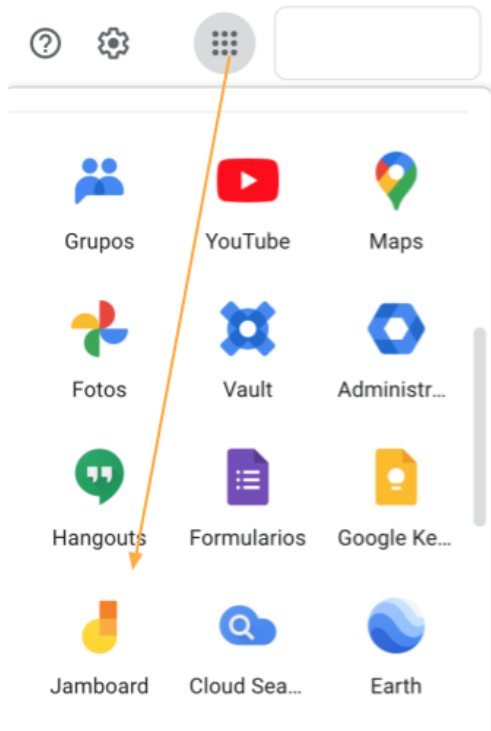 Grupos YouTube Maps
Fotos Vault Administr...
Hangouts Formularios Google Ke...
Jamboard Cloud Sea... Earth